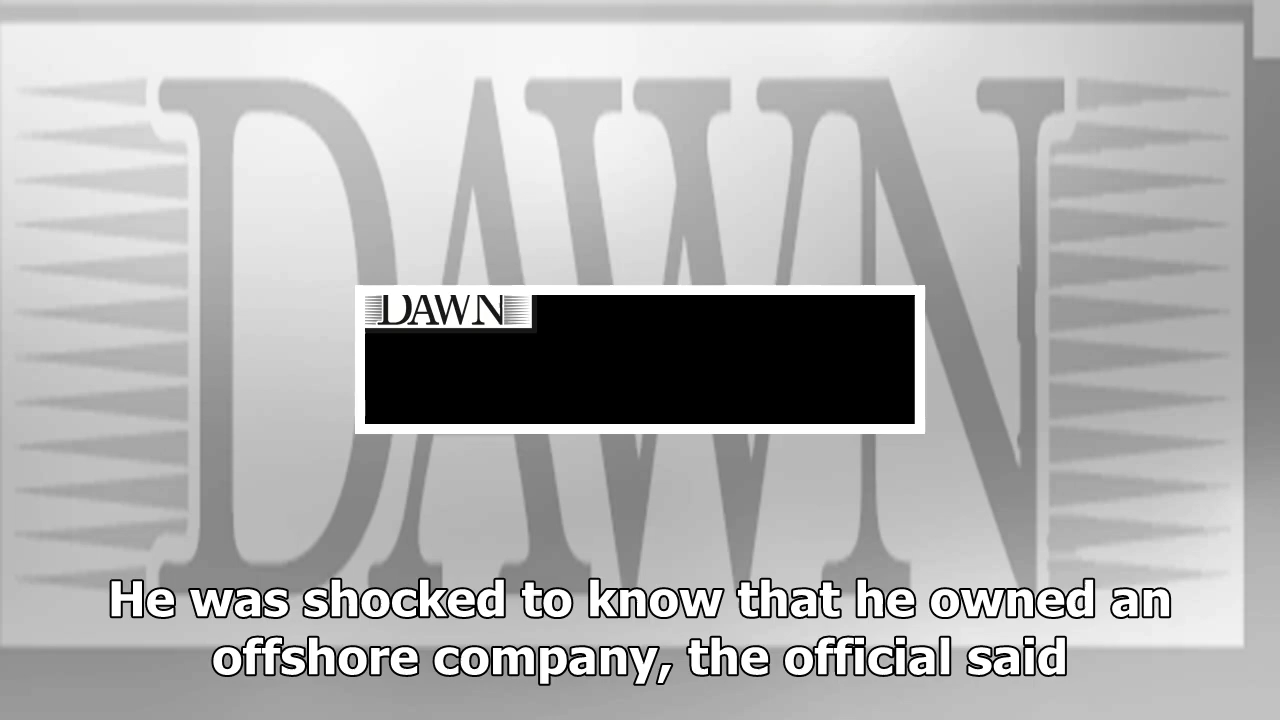 DAWN
DAWN
He was shocked to know that he owned an
offshore company, the official said